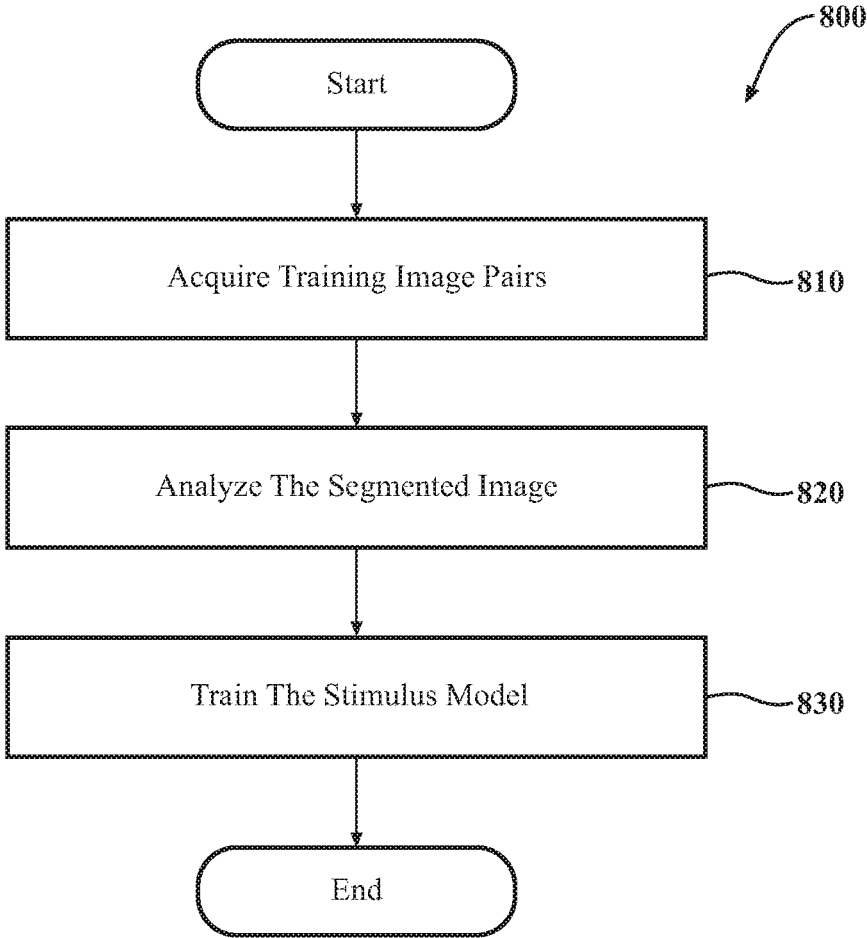 800
Start
Acquire Training Image Pairs
810
Analyze The Segmented Image
820
Train The Stimulus Model
830
End